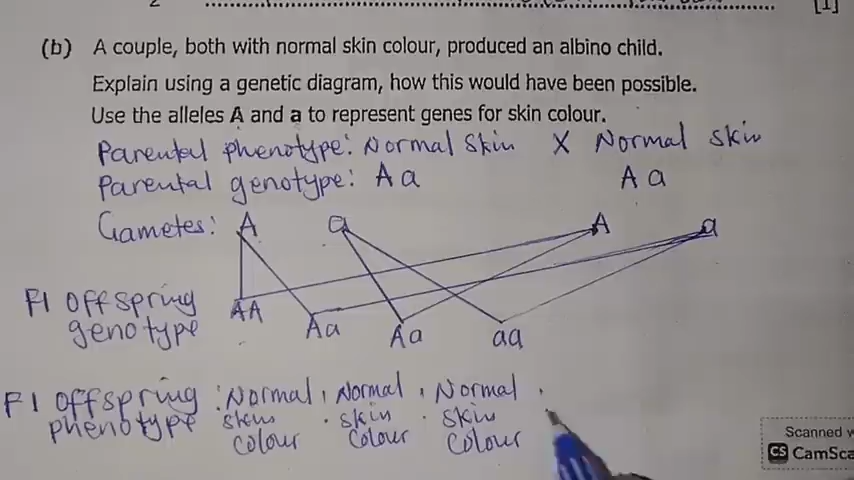 2 [1]
(b) A couple, both with normal skin colour, produced an albino child.
Explain using a genetic diagram, how this would have been possible.
Use the alleles A and a to represent genes for skin colour.
Parental phenotype: Normal skin X Normal skin
Parental genotype: Aa Aa
Gametes: A a A a
F1 offspring genotype
AA Aa Aa aa
F1 offspring phenotype : Normal skin colour, Normal skin colour, Normal skin colour,
Scanned
CS CamSca